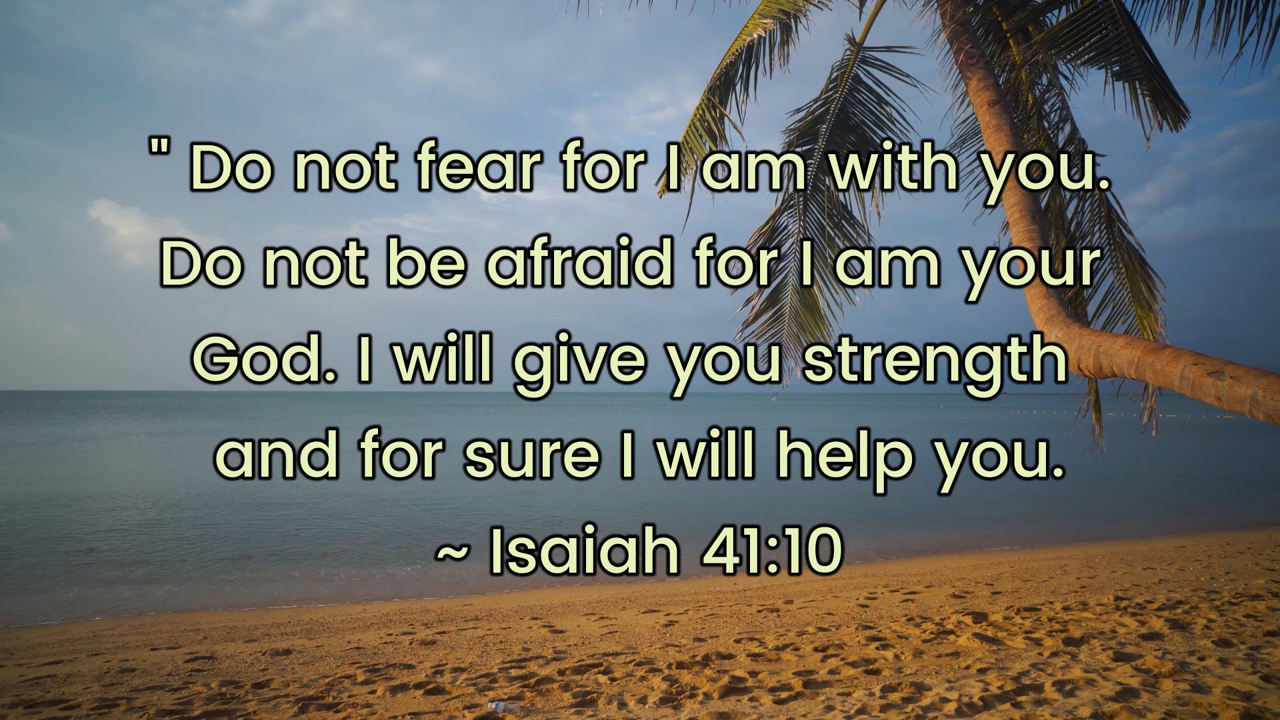 " Do not fear for I am with you.
Do not be afraid for I am your
God. I will give you strength
and for sure I will help you.
~ Isaiah 41:10